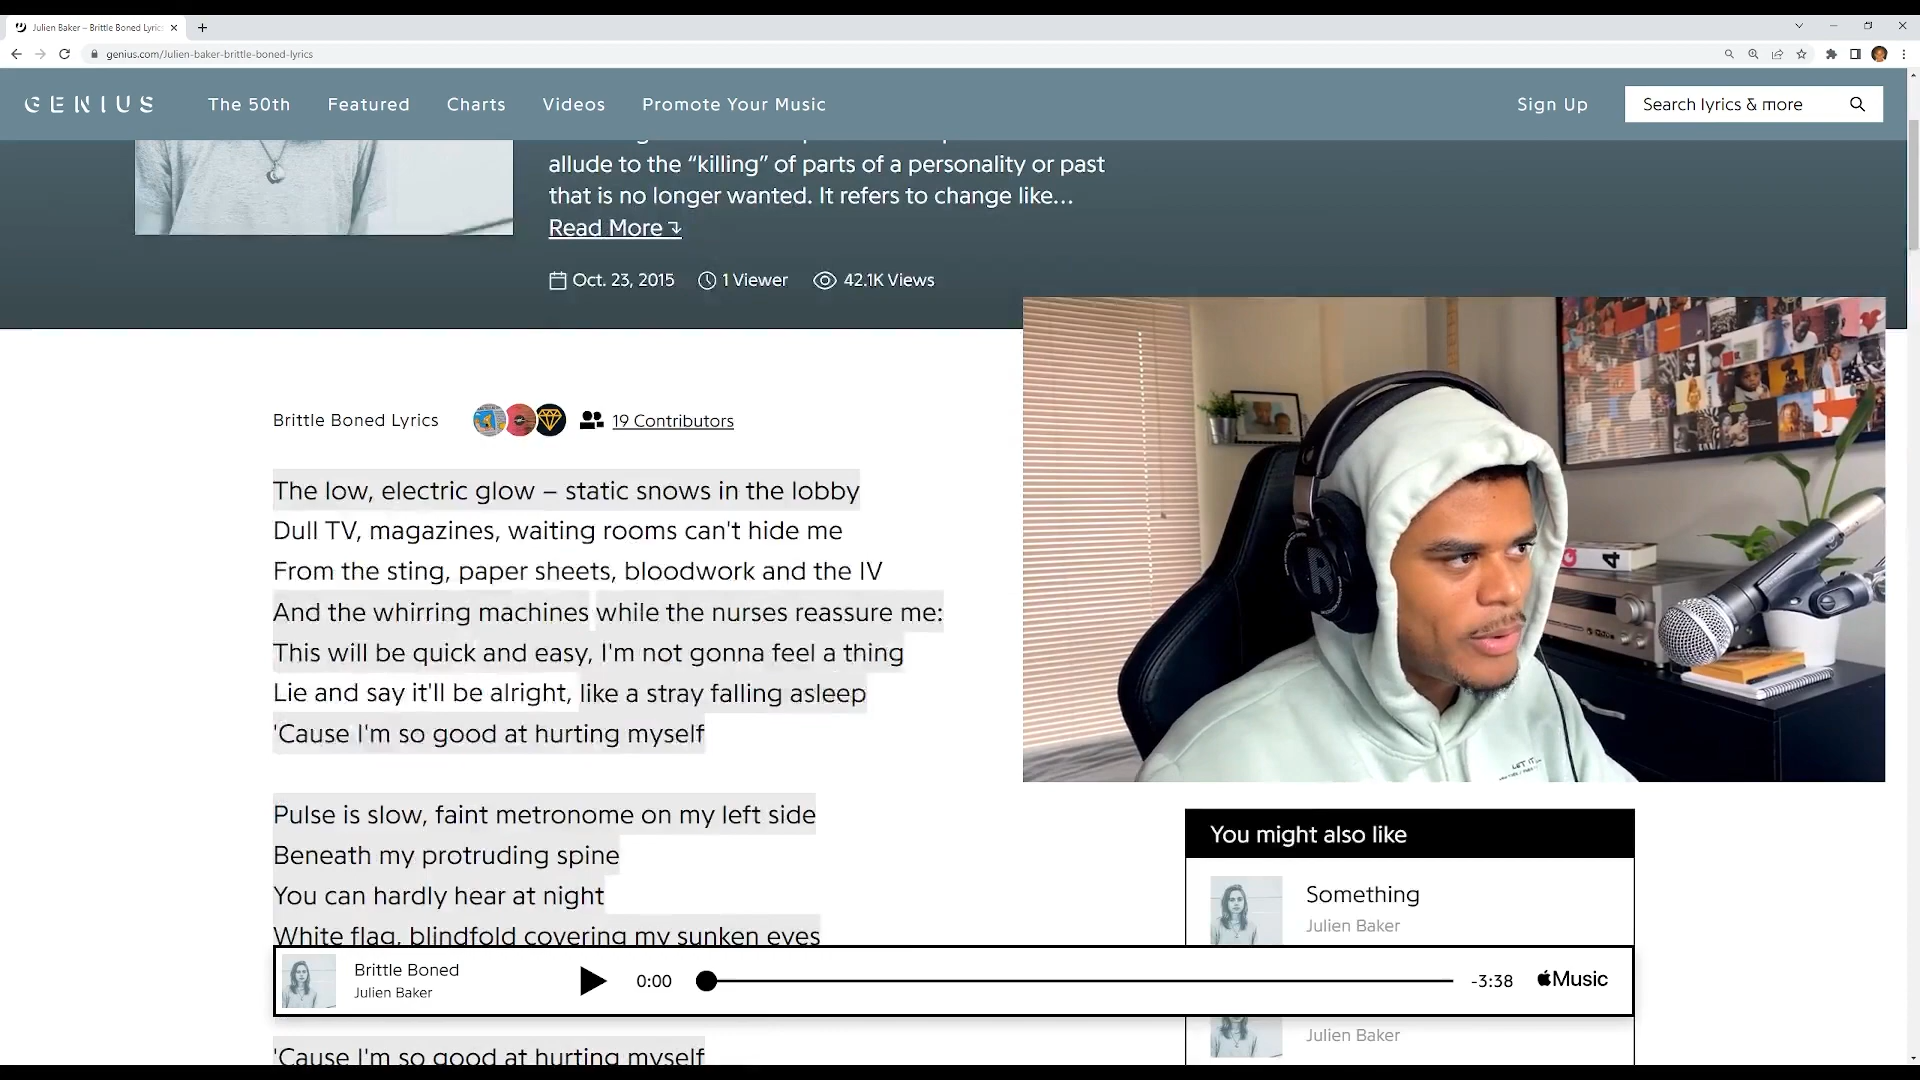 Julien Baker – Brittle Boned Lyric
genius.com/Julien-baker-brittle-boned-lyrics
GENIUS
The 50th
Featured
Charts
Videos
Promote Your Music
Sign Up
Search lyrics & more
allude to the “killing” of parts of a personality or past
that is no longer wanted. It refers to change like...
Read More
Oct. 23, 2015
1 Viewer
42.1K Views
Brittle Boned Lyrics
19 Contributors
The low, electric glow – static snows in the lobby
Dull TV, magazines, waiting rooms can't hide me
From the sting, paper sheets, bloodwork and the IV
And the whirring machines while the nurses reassure me:
This will be quick and easy, I'm not gonna feel a thing
Lie and say it'll be alright, like a stray falling asleep
'Cause I'm so good at hurting myself
Pulse is slow, faint metronome on my left side
Beneath my protruding spine
You can hardly hear at night
White flag, blindfold covering my sunken eyes
'Cause I'm so good at hurting myself
R
4
LET IT
You might also like
Something
Julien Baker
Julien Baker
Brittle Boned
Julien Baker
0:00
-3:38
Music